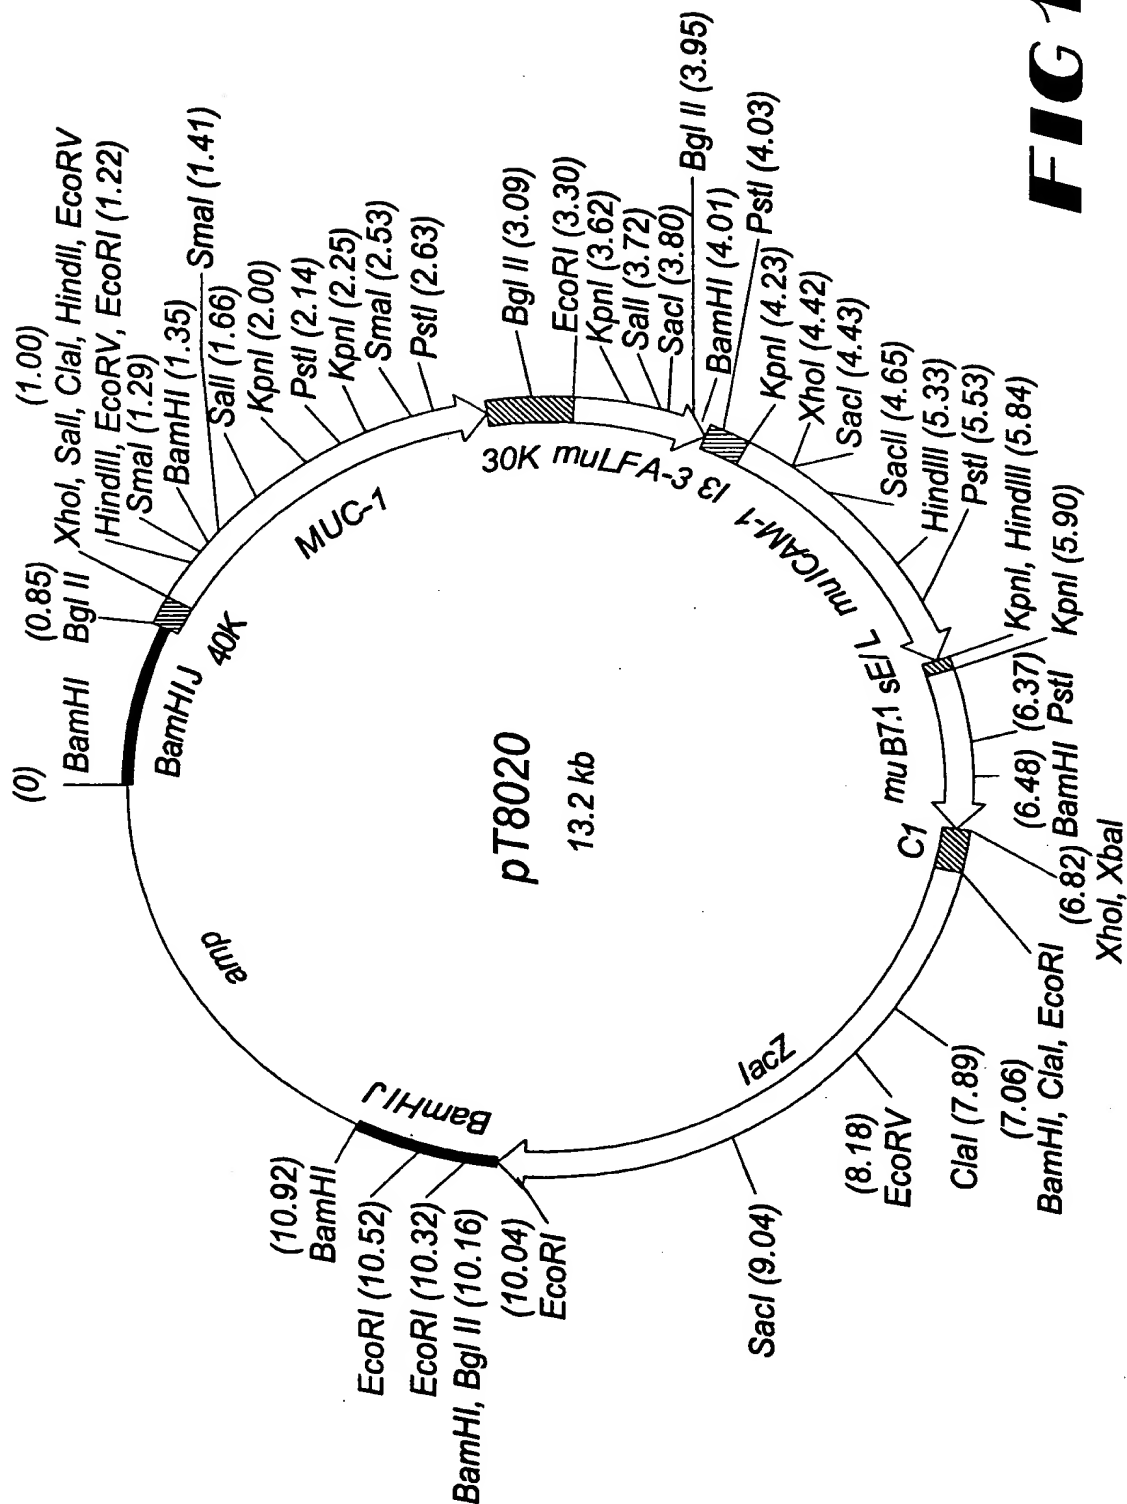 (0)
BamHI
(0.85)
Bgl II
(1.00)
XhoI, SalI, ClaI, HindII, EcoRV
HindIII, EcoRV, EcoRI (1.22)
SmaI (1.29)
BamHI (1.35)
SmaI (1.41)
SalI (1.66)
KpnI (2.00)
PstI (2.14)
KpnI (2.25)
SmaI (2.53)
PstI (2.63)
Bgl II (3.09)
EcoRI (3.30)
KpnI (3.62)
SalI (3.72)
SacI (3.80)
Bgl II (3.95)
BamHI (4.01)
PstI (4.03)
KpnI (4.23)
XhoI (4.42)
SacI (4.43)
SacII (4.65)
HindIII (5.33)
PstI (5.53)
KpnI, HindIII (5.84)
KpnI (5.90)
(6.37)
PstI
(6.48)
BamHI
(6.82)
XhoI, XbaI
(7.06)
BamHI, ClaI, EcoRI
ClaI (7.89)
(8.18)
EcoRV
SacI (9.04)
(10.04)
EcoRI
BamHI, Bgl II (10.16)
EcoRI (10.32)
EcoRI (10.52)
(10.92)
BamHI
BamHIJ
40K
MUC-1
30K
muLFA-3
I3
muICAM-1
sE/L
muB7.1
C1
lacZ
BamHIJ
amp
pT8020
13.2 kb